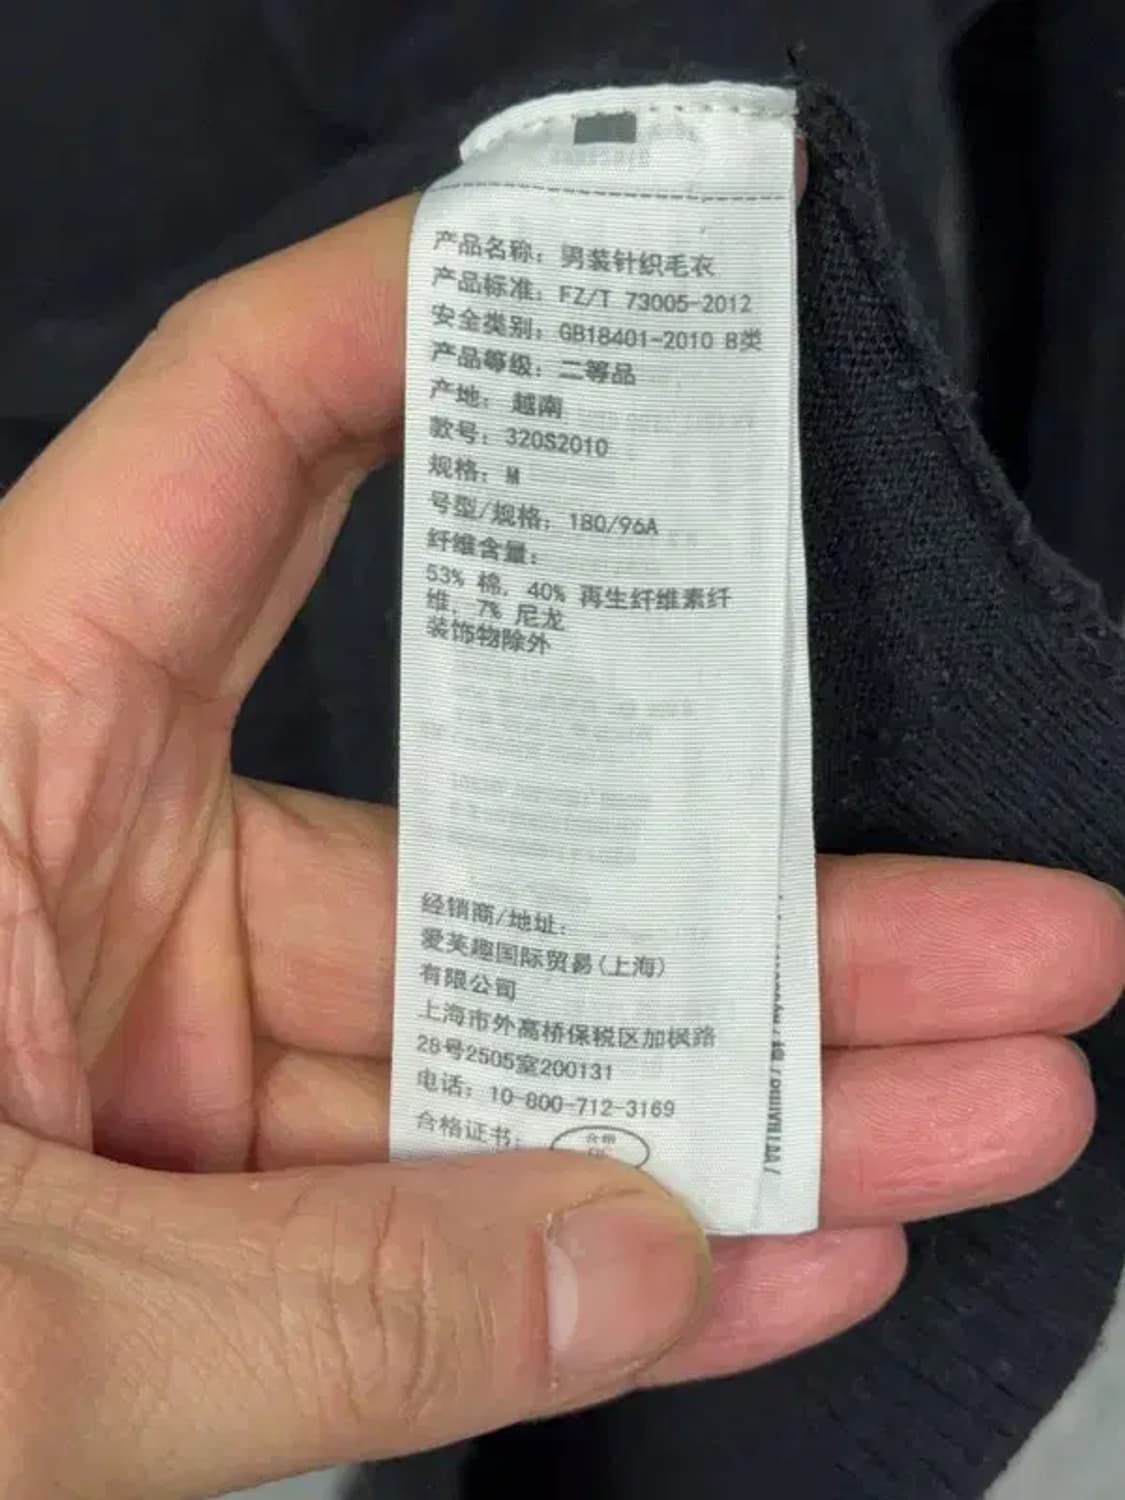 产品名称：男装针织毛衣
产品标准：FZ/T 73005-2012
安全类别：GB18401-2010 B类
产品等级：二等品
产地：越南
款号：320S2010
规格：M
号型/规格：180/96A
纤维含量：
53% 棉，40% 再生纤维素纤
维，7% 尼龙
装饰物除外
经销商/地址：
爱芙趣国际贸易(上海)
有限公司
上海市外高桥保税区加枫路
28号2505室200131
电话：10-800-712-3169
合格证书：
合格